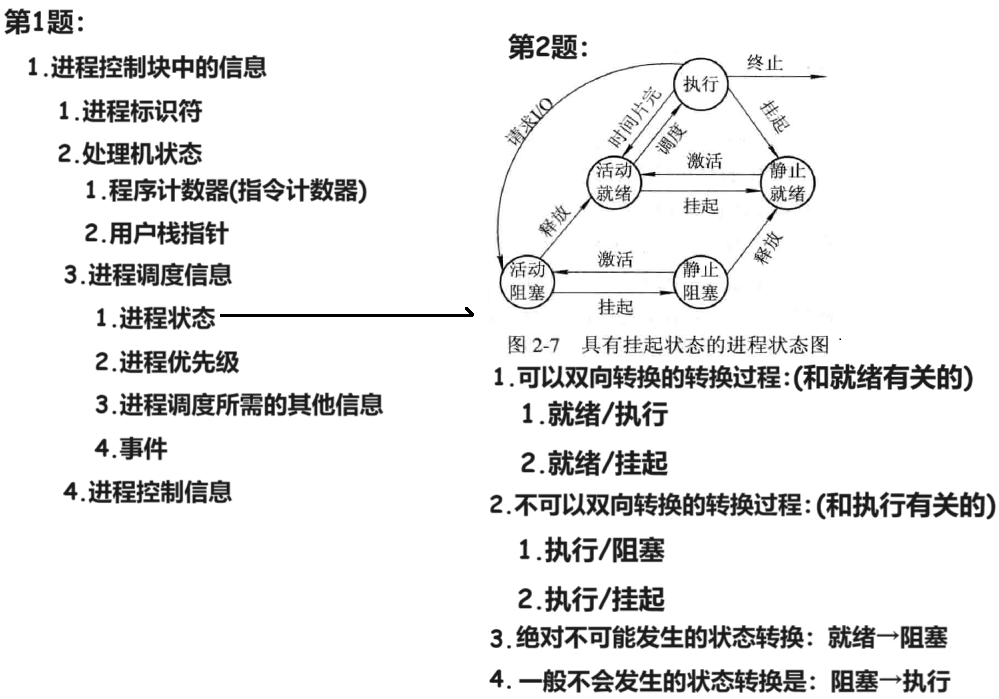 第1题：
1.进程控制块中的信息
1.进程标识符
2.处理机状态
1.程序计数器(指令计数器)
2.用户栈指针
3.进程调度信息
1.进程状态
2.进程优先级
3.进程调度所需的其他信息
4.事件
4.进程控制信息
第2题：
执行
终止
请求I/O
时间片完
调度
挂起
活动
就绪
激活
挂起
静止
就绪
释放
释放
活动
阻塞
激活
挂起
静止
阻塞
图 2-7 具有挂起状态的进程状态图
1.可以双向转换的转换过程：(和就绪有关的)
1.就绪/执行
2.就绪/挂起
2.不可以双向转换的转换过程：(和执行有关的)
1.执行/阻塞
2.执行/挂起
3.绝对不可能发生的状态转换：就绪→阻塞
4.一般不会发生的状态转换是：阻塞→执行